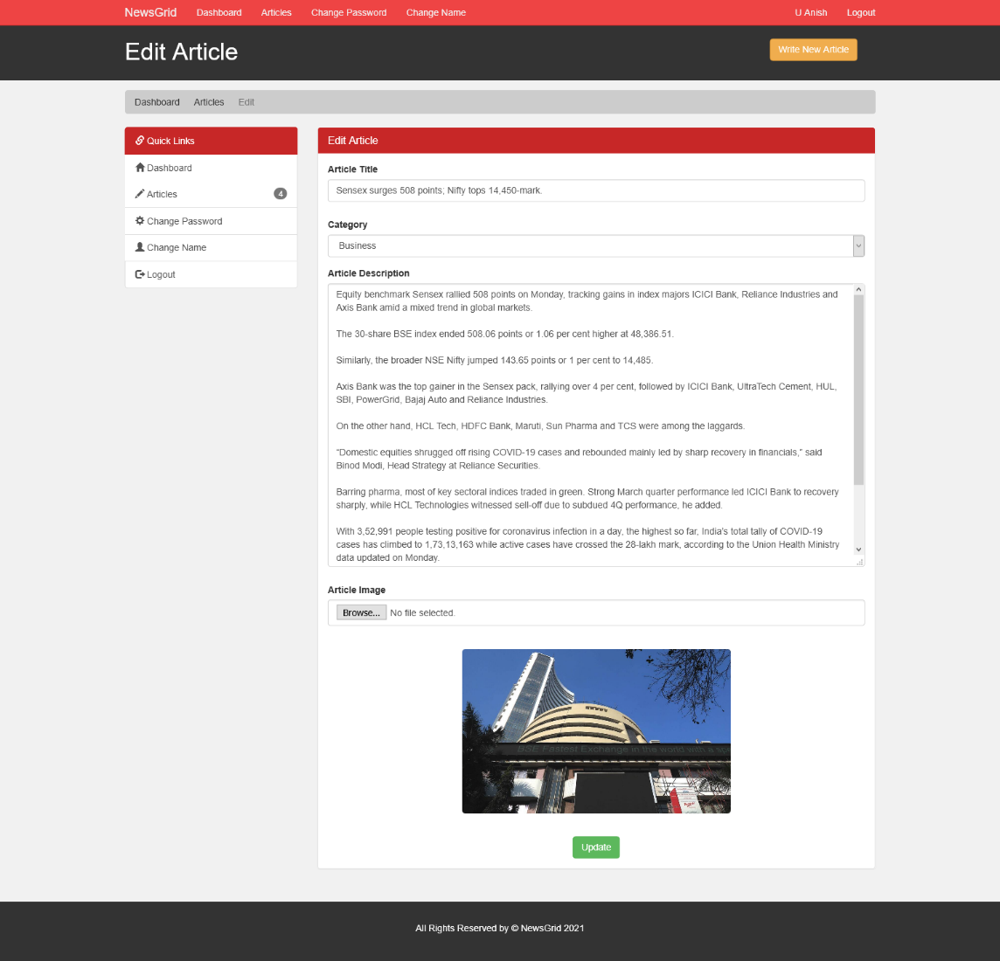 NewsGrid Dashboard Articles Change Password Change Name U Anish Logout
Edit Article Write New Article
Dashboard Articles Edit
Quick Links
Dashboard
Articles 4
Change Password
Change Name
Logout
Edit Article
Article Title
Sensex surges 508 points; Nifty tops 14,450-mark.
Category
Business
Article Description
Equity benchmark Sensex rallied 508 points on Monday, tracking gains in index majors ICICI Bank, Reliance Industries and
Axis Bank amid a mixed trend in global markets.
The 30-share BSE index ended 508.06 points or 1.06 per cent higher at 48,386.51.
Similarly, the broader NSE Nifty jumped 143.65 points or 1 per cent to 14,485.
Axis Bank was the top gainer in the Sensex pack, rallying over 4 per cent, followed by ICICI Bank, UltraTech Cement, HUL,
SBI, PowerGrid, Bajaj Auto and Reliance Industries.
On the other hand, HCL Tech, HDFC Bank, Maruti, Sun Pharma and TCS were among the laggards.
“Domestic equities shrugged off rising COVID-19 cases and rebounded mainly led by sharp recovery in financials,” said
Binod Modi, Head Strategy at Reliance Securities.
Barring pharma, most of key sectoral indices traded in green. Strong March quarter performance led ICICI Bank to recovery
sharply, while HCL Technologies witnessed sell-off due to subdued 4Q performance, he added.
With 3,52,991 people testing positive for coronavirus infection in a day, the highest so far, India’s total tally of COVID-19
cases has climbed to 1,73,13,163 while active cases have crossed the 28-lakh mark, according to the Union Health Ministry
data updated on Monday.
Article Image
Browse... No file selected.
BSE Fastest Exchange in the world with a
Update
All Rights Reserved by © NewsGrid 2021